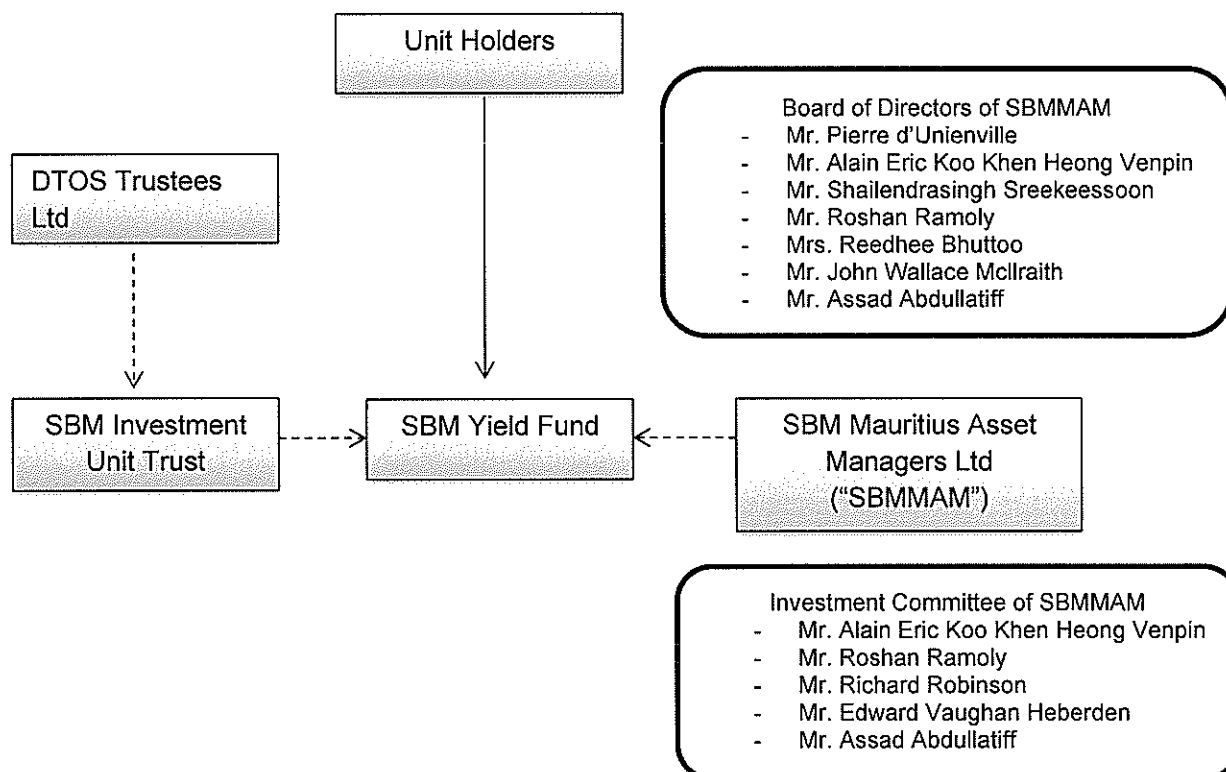 Unit Holders
Board of Directors of SBMMAM
- Mr. Pierre d'Unienville
- Mr. Alain Eric Koo Khen Heong Venpin
- Mr. Shailendrasingh Sreekeessoon
- Mr. Roshan Ramoly
- Mrs. Reedhee Bhuttoo
- Mr. John Wallace McIlraith
- Mr. Assad Abdullatiff
DTOS Trustees
Ltd
SBM Investment
Unit Trust
SBM Yield Fund
SBM Mauritius Asset
Managers Ltd
("SBMMAM")
Investment Committee of SBMMAM
- Mr. Alain Eric Koo Khen Heong Venpin
- Mr. Roshan Ramoly
- Mr. Richard Robinson
- Mr. Edward Vaughan Heberden
- Mr. Assad Abdullatiff